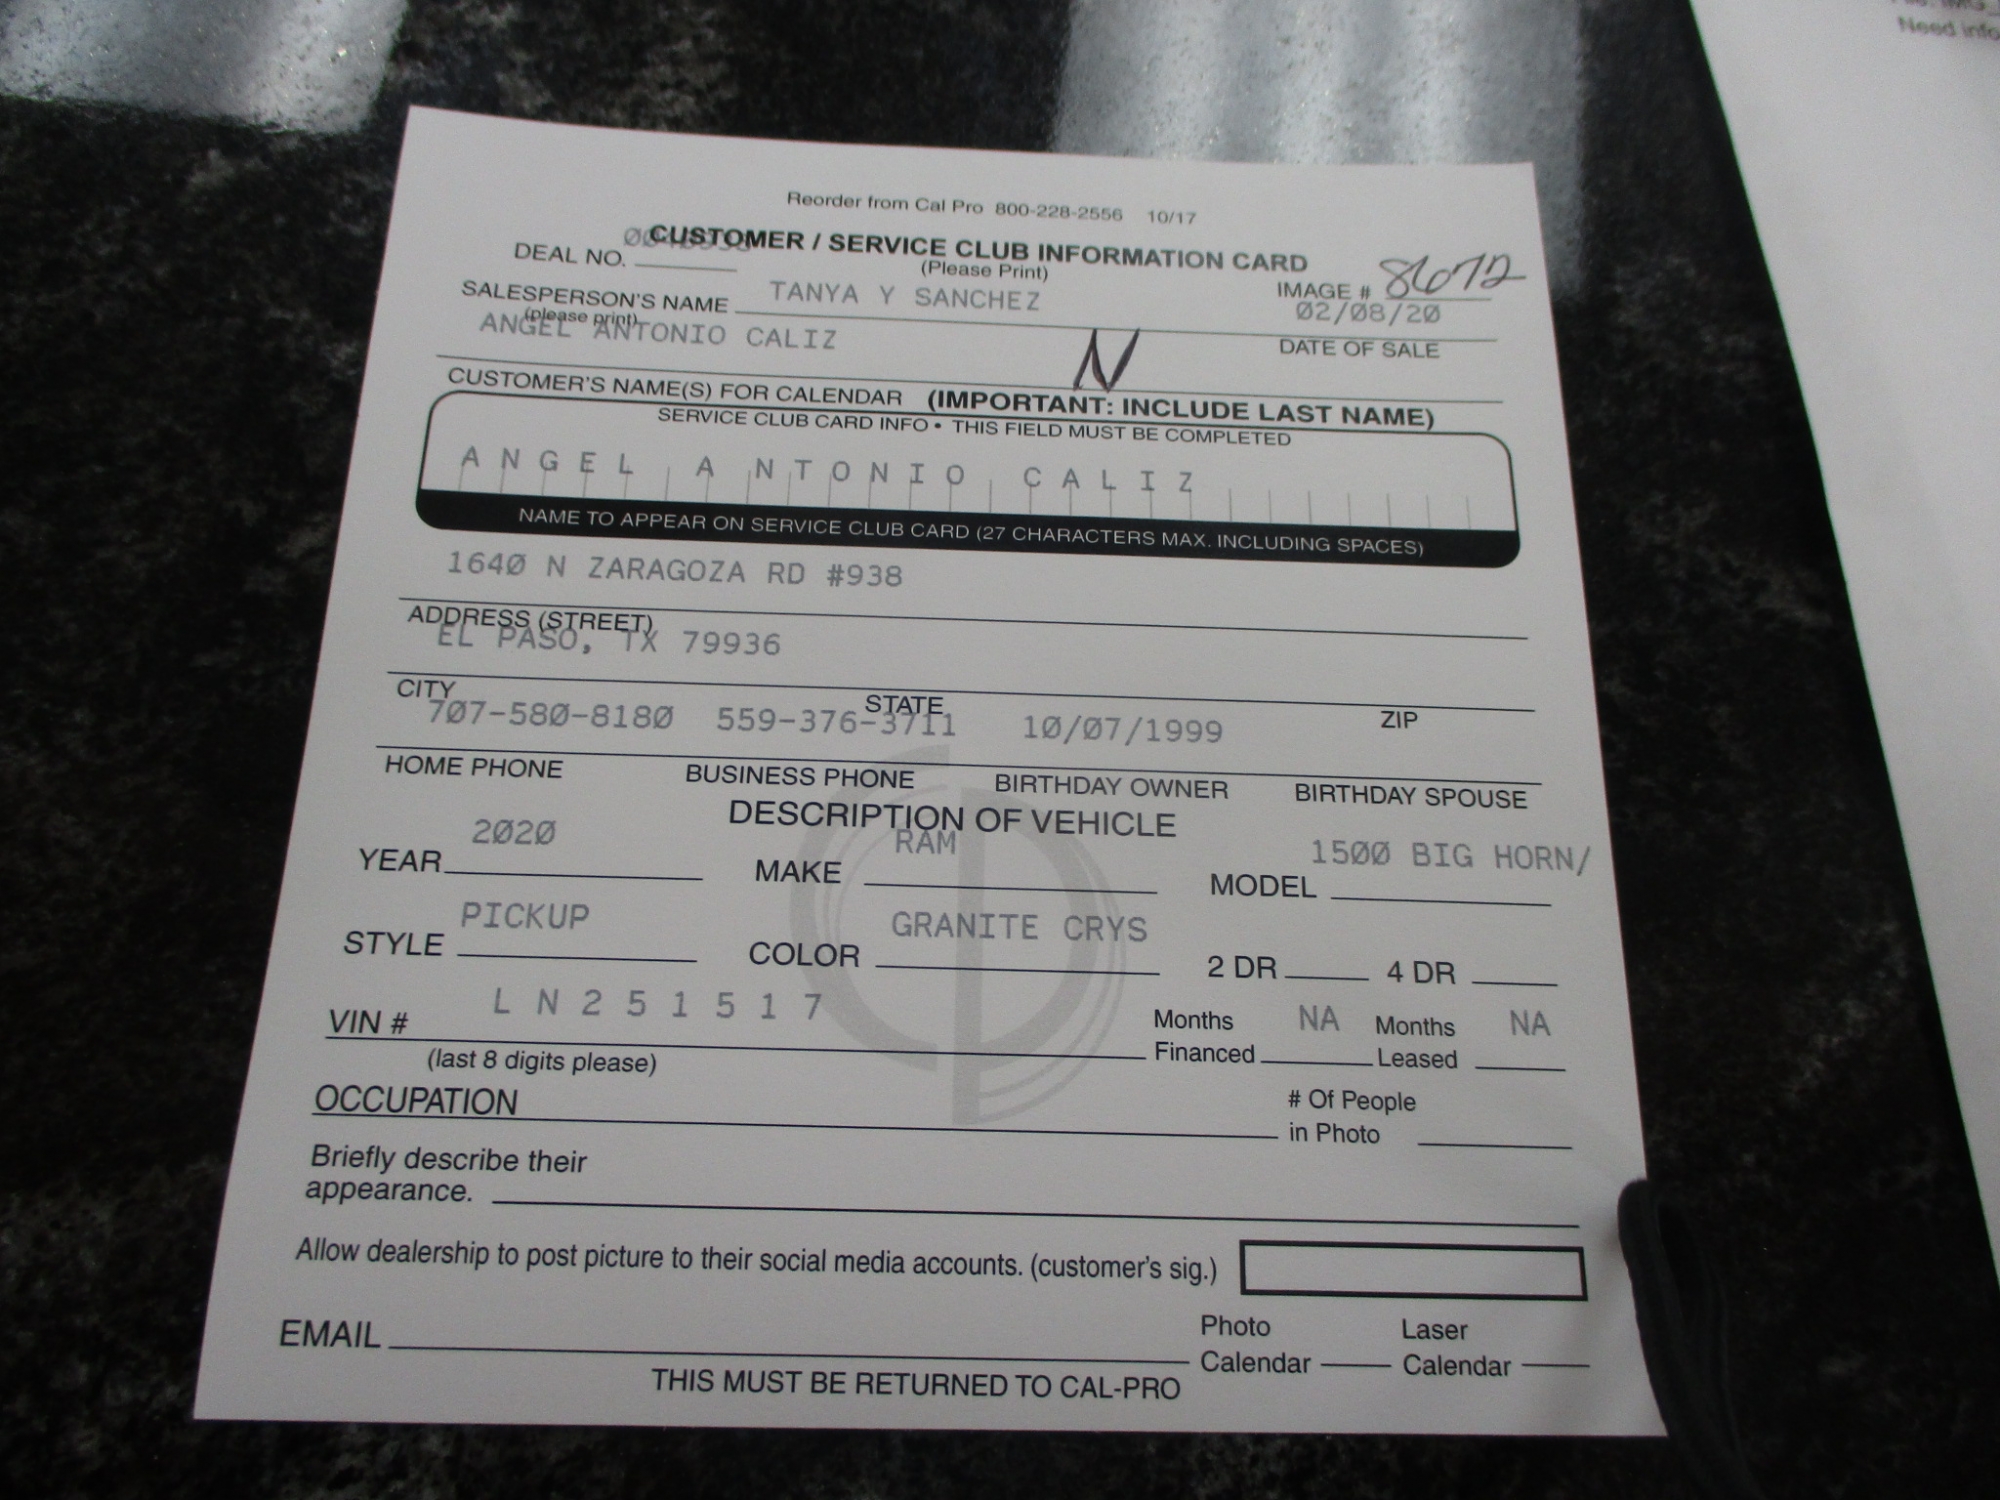 Need info
Reorder from Cal Pro 800-228-2556 10/17
CUSTOMER / SERVICE CLUB INFORMATION CARD
(Please Print)
DEAL NO.
IMAGE # 8672
SALESPERSON'S NAME TANYA Y SANCHEZ
(please print)
02/08/20
DATE OF SALE
ANGEL ANTONIO CALIZ
N
CUSTOMER'S NAME(S) FOR CALENDAR (IMPORTANT: INCLUDE LAST NAME)
SERVICE CLUB CARD INFO • THIS FIELD MUST BE COMPLETED
ANGEL ANTONIO CALIZ
NAME TO APPEAR ON SERVICE CLUB CARD (27 CHARACTERS MAX. INCLUDING SPACES)
1640 N ZARAGOZA RD #938
ADDRESS (STREET)
EL PASO, TX 79936
CITY STATE ZIP
707-580-8180 559-376-3711 10/07/1999
HOME PHONE BUSINESS PHONE BIRTHDAY OWNER BIRTHDAY SPOUSE
DESCRIPTION OF VEHICLE
YEAR 2020 MAKE RAM MODEL 1500 BIG HORN/
STYLE PICKUP COLOR GRANITE CRYS 2 DR 4 DR
VIN # L N 2 5 1 5 1 7 Months Financed NA Months Leased NA
(last 8 digits please)
OCCUPATION # Of People in Photo
Briefly describe their
appearance.
Allow dealership to post picture to their social media accounts. (customer's sig.)
EMAIL Photo Calendar Laser Calendar
THIS MUST BE RETURNED TO CAL-PRO